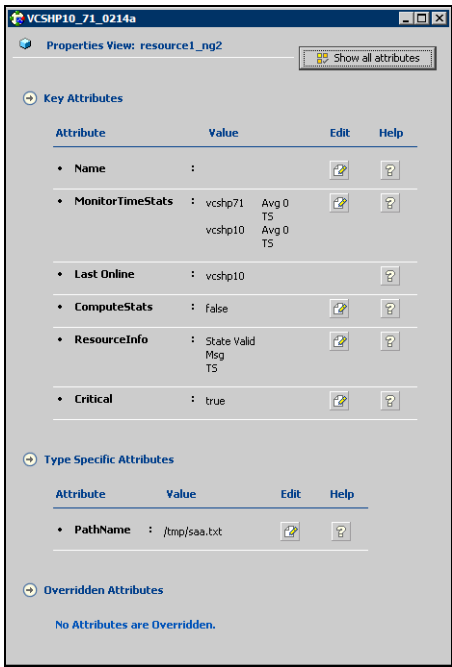 VCSHP10_71_0214a
Properties View: resource1_ng2
Show all attributes
Key Attributes
Attribute Value Edit Help
• Name :
• MonitorTimeStats : vcshp71 Avg 0
TS
vcshp10 Avg 0
TS
• Last Online : vcshp10
• ComputeStats : false
• ResourceInfo : State Valid
Msg
TS
• Critical : true
Type Specific Attributes
Attribute Value Edit Help
• PathName : /tmp/saa.txt
Overridden Attributes
No Attributes are Overridden.